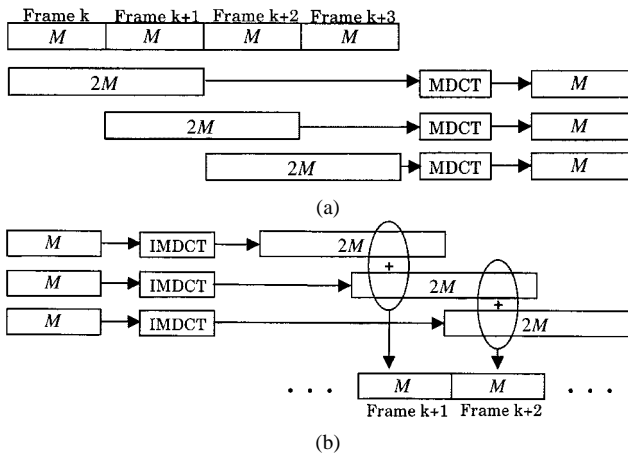 Frame k Frame k+1 Frame k+2 Frame k+3
M M M M
2M MDCT M
2M MDCT M
2M MDCT M
(a)
M IMDCT 2M
+
M IMDCT 2M
+
M IMDCT 2M
. . . M M . . .
Frame k+1 Frame k+2
(b)